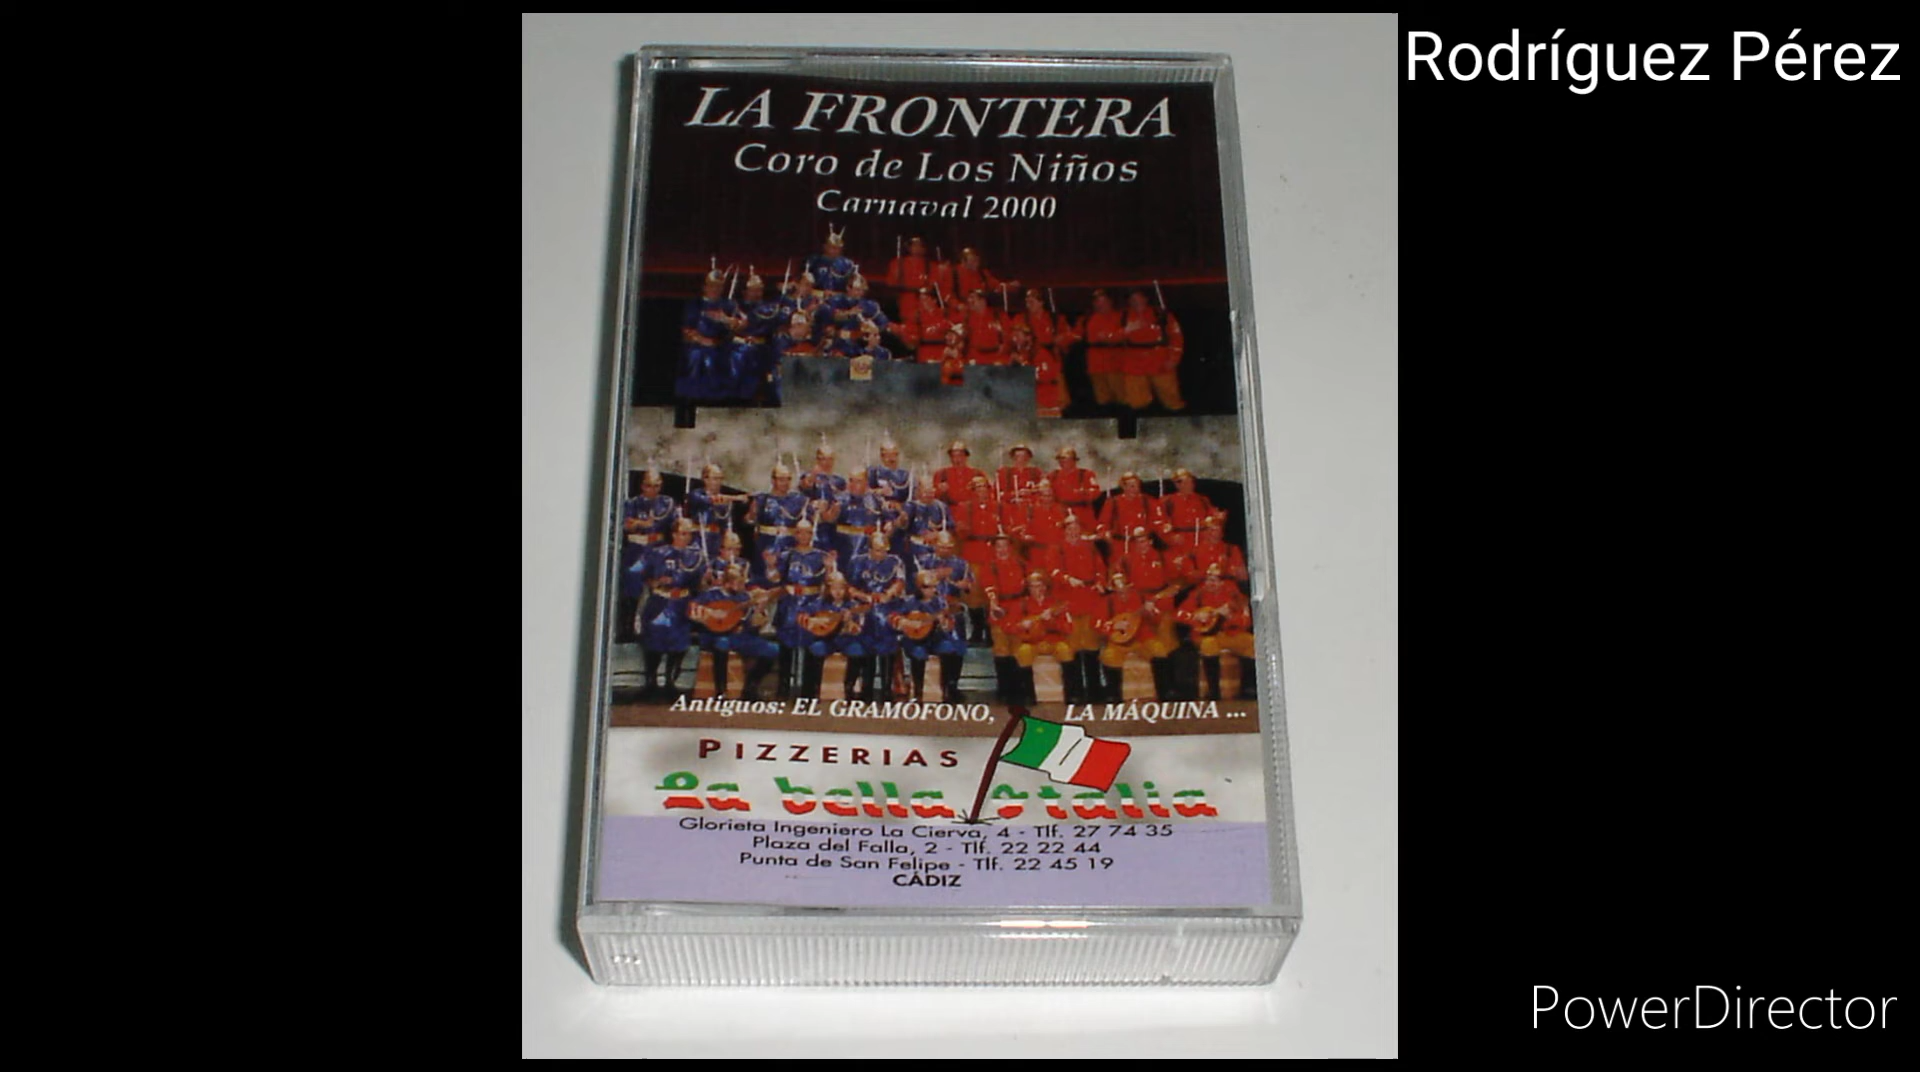 Rodríguez Pérez
LA FRONTERA
Coro de Los Niños
Carnaval 2000
Antiguos: EL GRAMÓFONO, LA MÁQUINA ...
PIZZERIAS
La bella Italia
Glorieta Ingeniero La Cierva, 4 - Tlf. 27 74 35
Plaza del Falla, 2 - Tlf. 22 22 44
Punta de San Felipe - Tlf. 22 45 19
CÁDIZ
PowerDirector